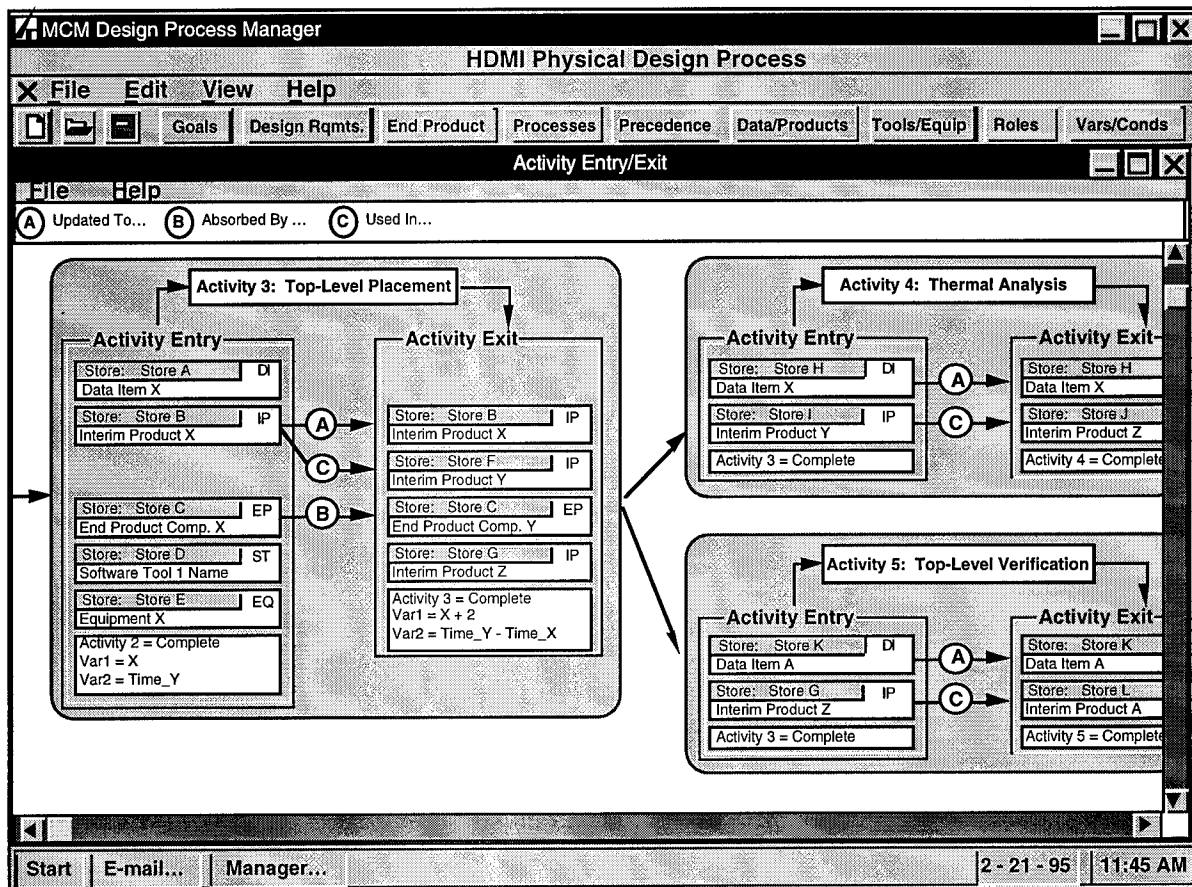 MCM Design Process Manager
HDMI Physical Design Process
File Edit View Help
Goals Design Rqmts. End Product Processes Precedence Data/Products Tools/Equip Roles Vars/Conds
Activity Entry/Exit
File Help
A Updated To... B Absorbed By ... C Used In...
Activity 3: Top-Level Placement
Activity Entry
Store: Store A DI
Data Item X
Store: Store B IP
Interim Product X
Store: Store C EP
End Product Comp. X
Store: Store D ST
Software Tool 1 Name
Store: Store E EQ
Equipment X
Activity 2 = Complete
Var1 = X
Var2 = Time_Y
A
C
B
Activity Exit
Store: Store B IP
Interim Product X
Store: Store F IP
Interim Product Y
Store: Store C EP
End Product Comp. Y
Store: Store G IP
Interim Product Z
Activity 3 = Complete
Var1 = X + 2
Var2 = Time_Y - Time_X
Activity 4: Thermal Analysis
Activity Entry
Store: Store H DI
Data Item X
Store: Store I IP
Interim Product Y
Activity 3 = Complete
A
C
Activity Exit
Store: Store H
Data Item X
Store: Store J
Interim Product Z
Activity 4 = Complete
Activity 5: Top-Level Verification
Activity Entry
Store: Store K DI
Data Item A
Store: Store G IP
Interim Product Z
Activity 3 = Complete
A
C
Activity Exit
Store: Store K
Data Item A
Store: Store L
Interim Product A
Activity 5 = Complete
Start E-mail... Manager... 2 - 21 - 95 11:45 AM